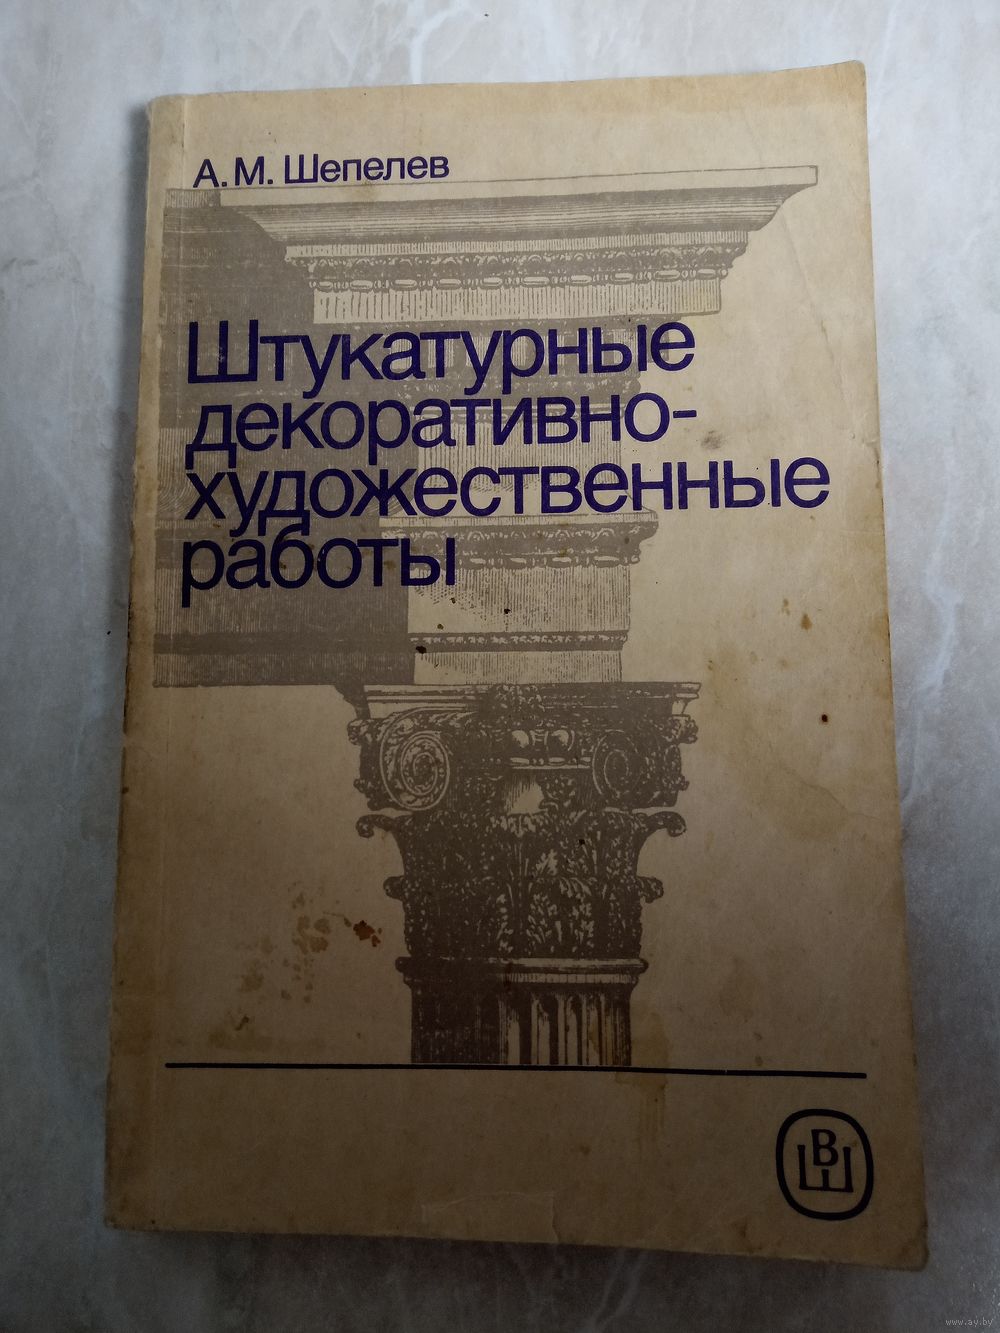 А. М. Шепелев
Штукатурные
декоративно-
художественные
работы
ВШ
www.ay.by